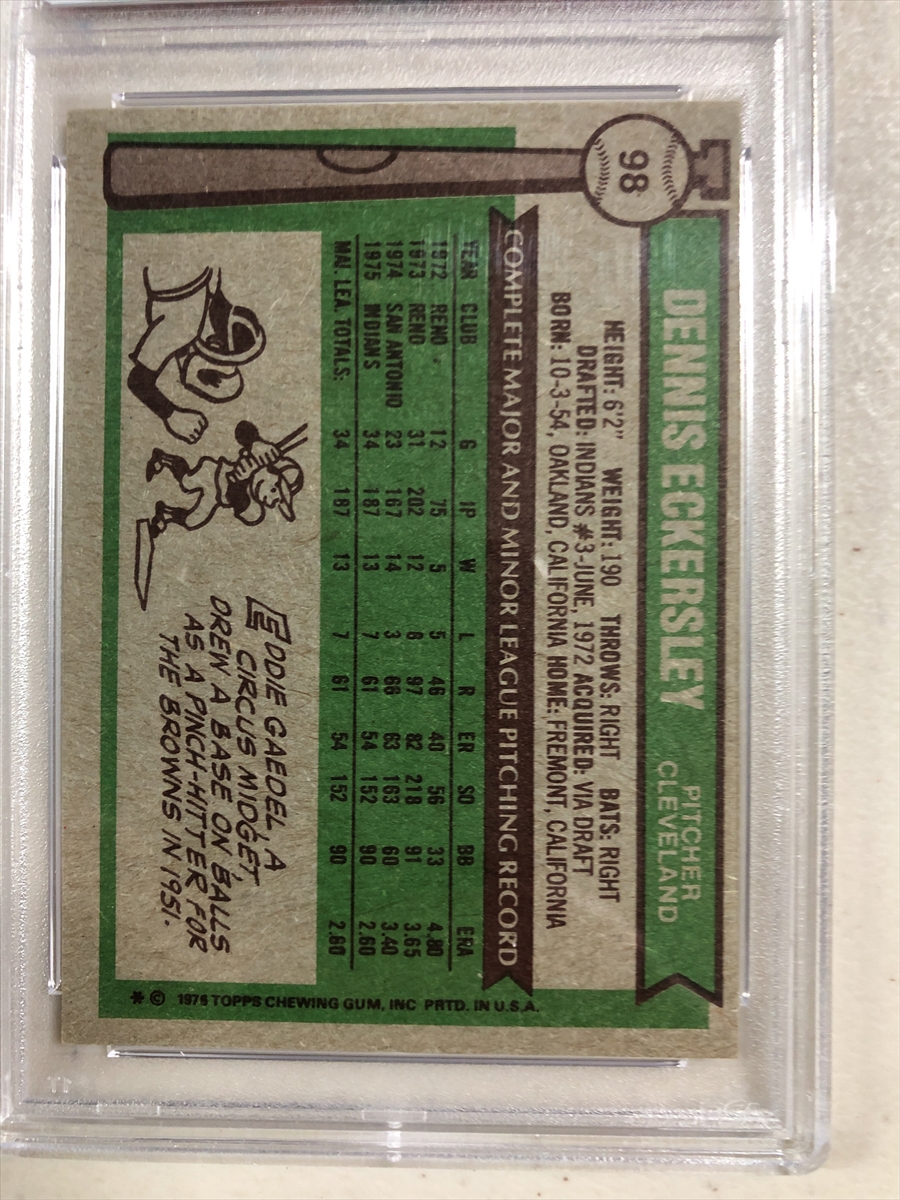 98
DENNIS ECKERSLEY PITCHER
CLEVELAND
HEIGHT: 6'2" WEIGHT: 190 THROWS: RIGHT BATS: RIGHT
DRAFTED: INDIANS #3-JUNE, 1972 ACQUIRED: VIA DRAFT
BORN: 10-3-54, OAKLAND, CALIFORNIA HOME: FREMONT, CALIFORNIA
COMPLETE MAJOR AND MINOR LEAGUE PITCHING RECORD
YEAR CLUB G IP W L R ER SO BB ERA
1972 RENO 12 75 5 5 46 40 56 33 4.80
1973 RENO 31 202 12 8 97 82 218 91 3.65
1974 SAN ANTONIO 23 167 14 3 66 63 163 60 3.40
1975 INDIANS 34 187 13 7 61 54 152 90 2.60
MAJ. LEA. TOTALS: 34 187 13 7 61 54 152 90 2.60
EDDIE GAEDEL, A
CIRCUS MIDGET,
DREN A BASE ON BALLS
AS A PINCH-HITTER FOR
THE BROWNS IN 1951.
* © 1976 TOPPS CHEWING GUM, INC PRTD. IN U.S.A.